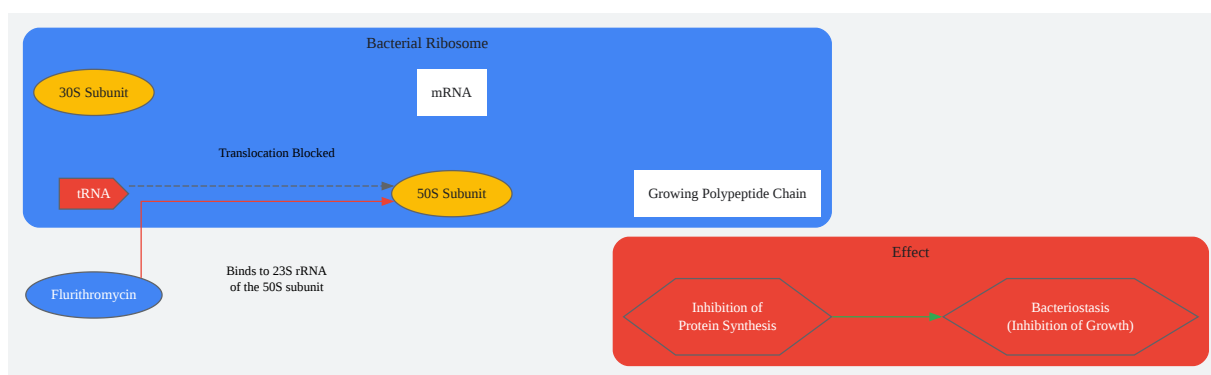 Bacterial Ribosome
30S Subunit
mRNA
Translocation Blocked
tRNA
50S Subunit
Growing Polypeptide Chain
Effect
Binds to 23S rRNA
of the 50S subunit
Flurithromycin
Inhibition of
Protein Synthesis
Bacteriostasis
(Inhibition of Growth)